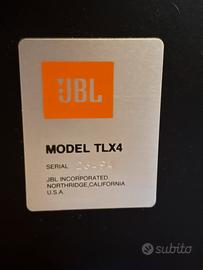 JBL
MODEL TLX4
SERIAL
JBL INCORPORATED
NORTHRIDGE,CALIFORNIA
U.S.A.
subito